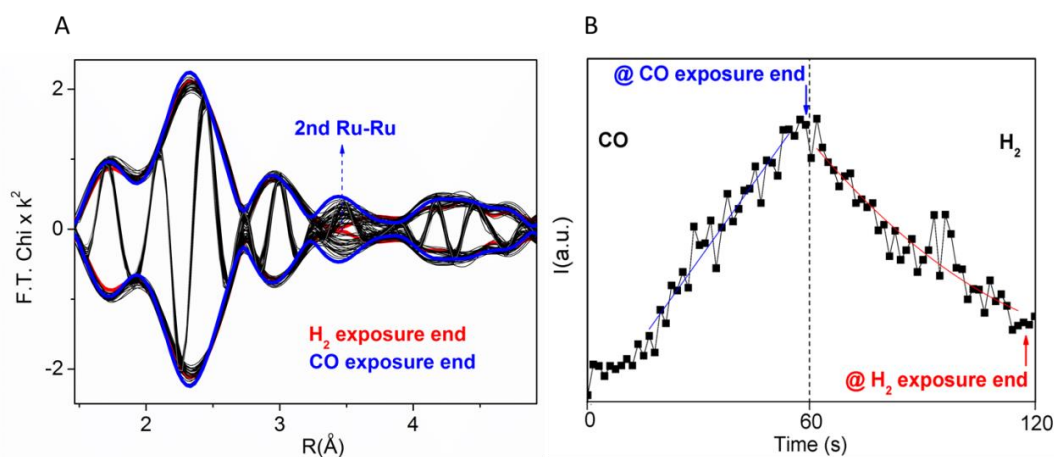 A
F.T. Chi x k²
2
0
-2
2nd Ru-Ru
H₂ exposure end
CO exposure end
2
3
4
R(Å)
B
I(a.u.)
@ CO exposure end
CO
H₂
@ H₂ exposure end
0
60
120
Time (s)